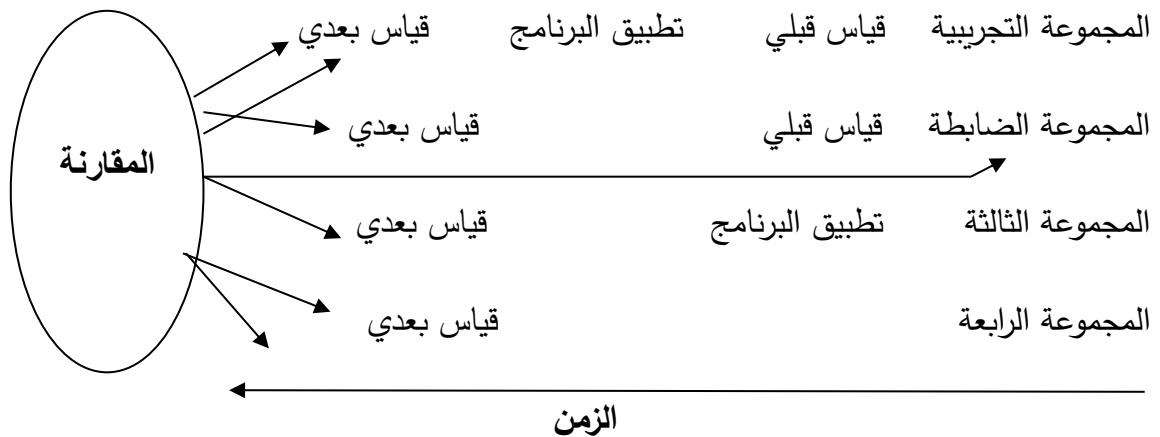 المجموعة التجريبية قياس قبلي تطبيق البرنامج قياس بعدي
المجموعة الضابطة قياس قبلي قياس بعدي
المقارنة
المجموعة الثالثة تطبيق البرنامج قياس بعدي
المجموعة الرابعة قياس بعدي
الزمن